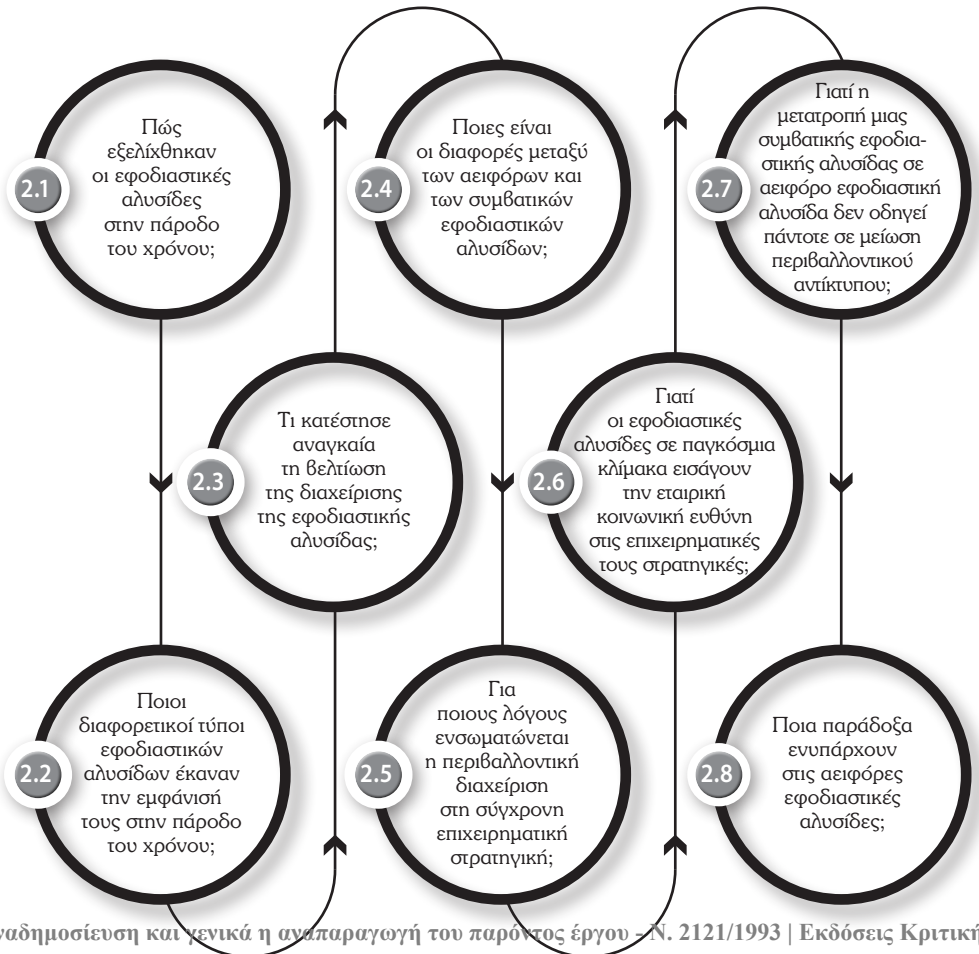 2.1
Πώς
εξελίχθηκαν
οι εφοδιαστικές
αλυσίδες
στην πάροδο
του χρόνου;
2.2
Ποιοι
διαφορετικοί τύποι
εφοδιαστικών
αλυσίδων έκαναν
την εμφάνισή
τους στην πάροδο
του χρόνου;
2.3
Τι κατέστησε
αναγκαία
τη βελτίωση
της διαχείρισης
της εφοδιαστικής
αλυσίδας;
2.4
Ποιες είναι
οι διαφορές μεταξύ
των αειφόρων και
των συμβατικών
εφοδιαστικών
αλυσίδων;
2.5
Για
ποιους λόγους
ενσωματώνεται
η περιβαλλοντική
διαχείριση
στη σύγχρονη
επιχειρηματική
στρατηγική;
2.6
Γιατί
οι εφοδιαστικές
αλυσίδες σε παγκόσμια
κλίμακα εισάγουν
την εταιρική
κοινωνική ευθύνη
στις επιχειρηματικές
τους στρατηγικές;
2.7
Γιατί η
μετατροπή μιας
συμβατικής εφοδια-
στικής αλυσίδας σε
αειφόρο εφοδιαστική
αλυσίδα δεν οδηγεί
πάντοτε σε μείωση
περιβαλλοντικού
αντίκτυπου;
2.8
Ποια παράδοξα
ενυπάρχουν
στις αειφόρες
εφοδιαστικές
αλυσίδες;
ναδημοσίευση και γενικά η αναπαραγωγή του παρόντος έργου - Ν. 2121/1993 | Εκδόσεις Κριτική